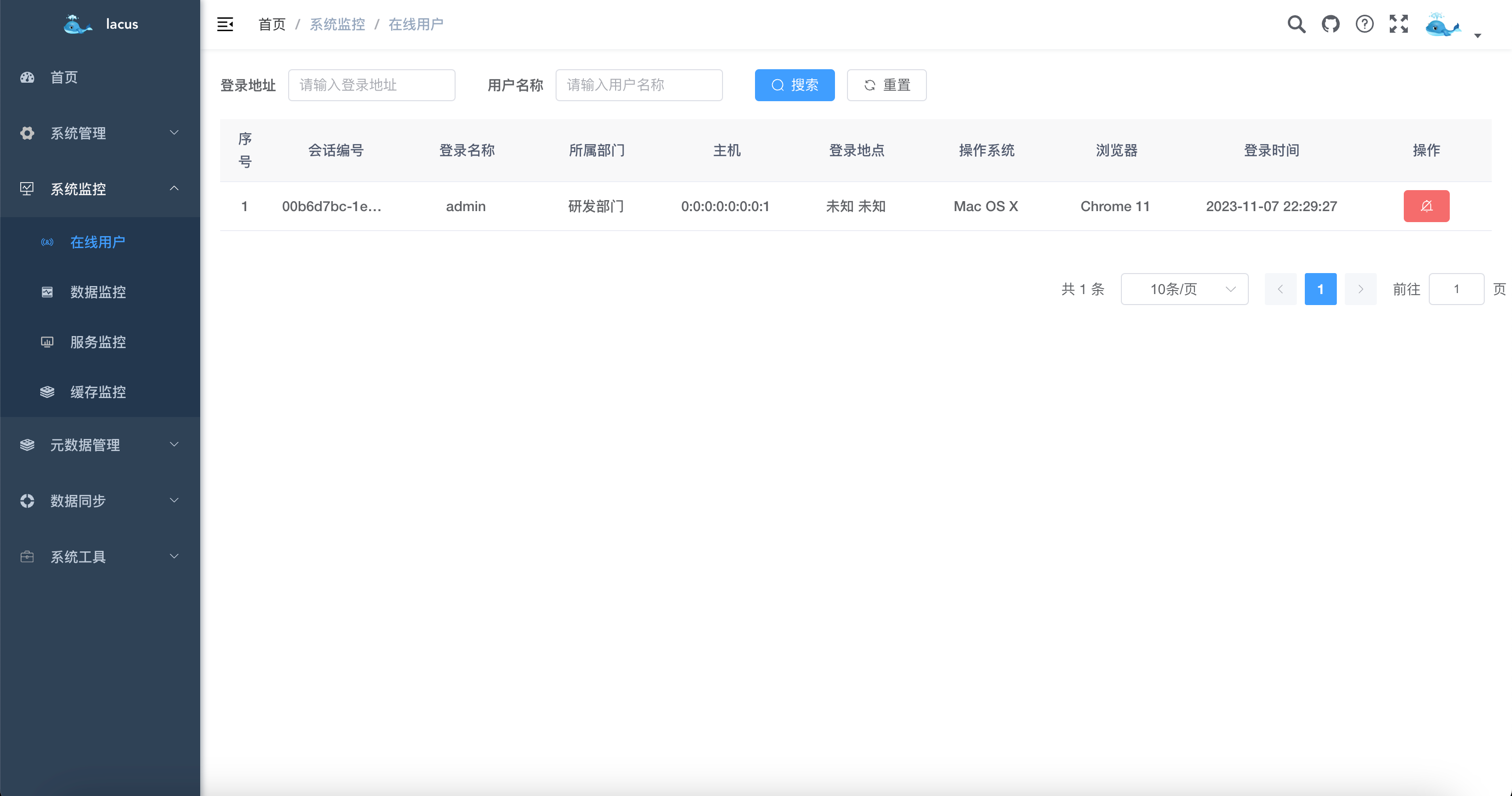 lacus
首页
系统管理
系统监控
在线用户
数据监控
服务监控
缓存监控
元数据管理
数据同步
系统工具
首页 / 系统监控 / 在线用户
登录地址 请输入登录地址 用户名称 请输入用户名称 搜索 重置
序号 会话编号 登录名称 所属部门 主机 登录地点 操作系统 浏览器 登录时间 操作
1 00b6d7bc-1e... admin 研发部门 0:0:0:0:0:0:0:1 未知 未知 Mac OS X Chrome 11 2023-11-07 22:29:27
共 1 条 10条/页 1 前往 1 页